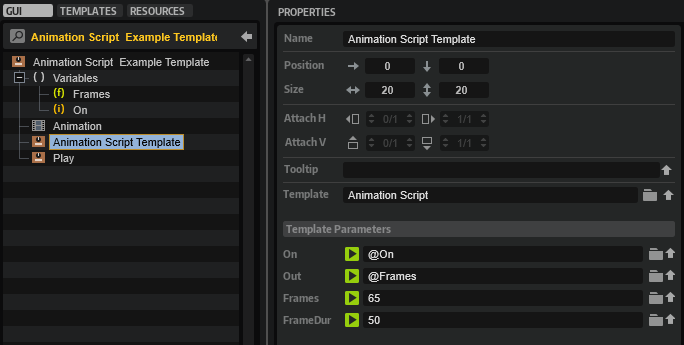 GUI TEMPLATES RESOURCES
Animation Script Example Template
Animation Script Example Template
( ) Variables
(f) Frames
(i) On
Animation
Animation Script Template
Play
PROPERTIES
Name Animation Script Template
Position 0 0
Size 20 20
Attach H 0/1 1/1
Attach V 0/1 1/1
Tooltip
Template Animation Script
Template Parameters
On @On
Out @Frames
Frames 65
FrameDur 50